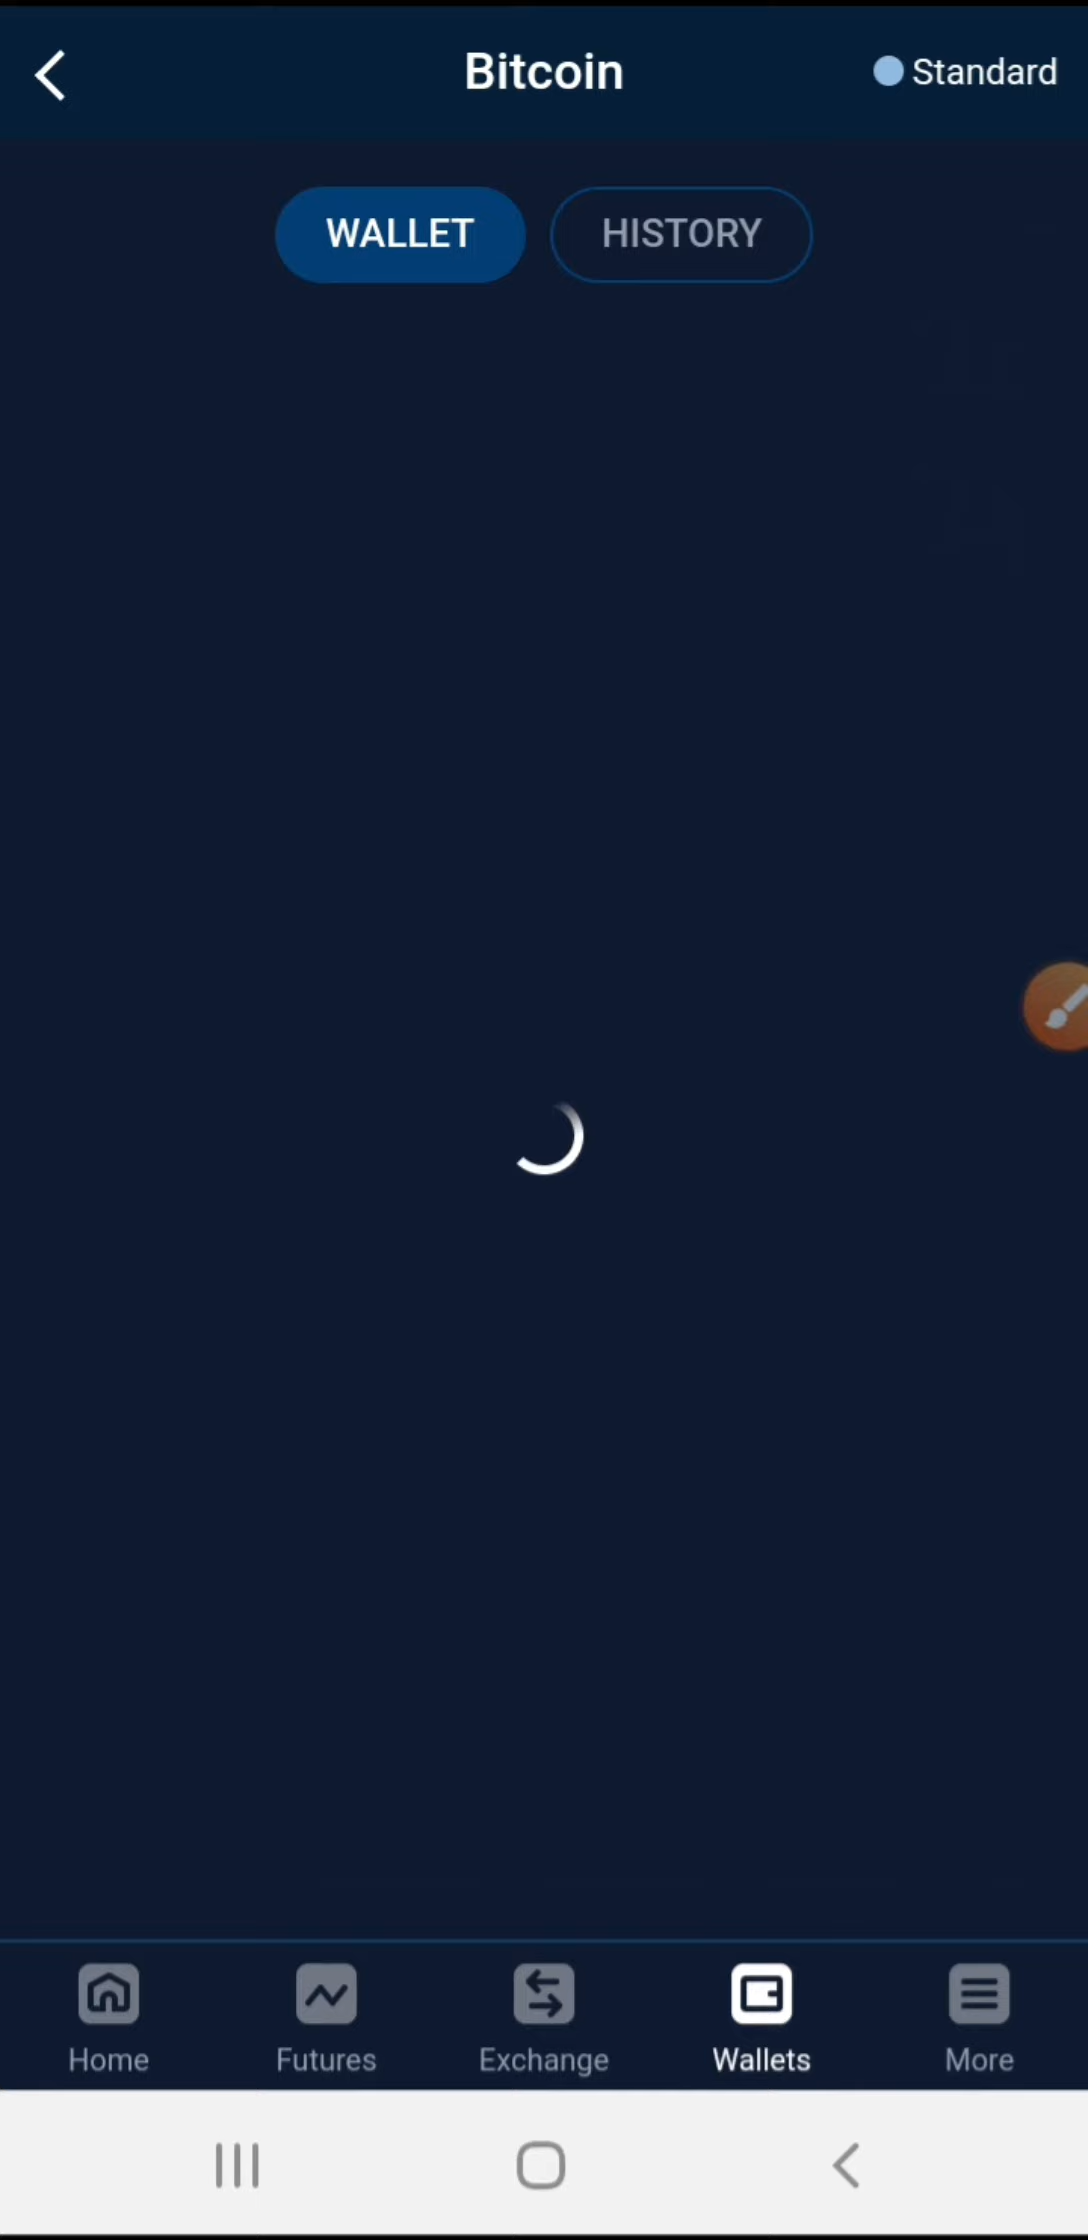 Bitcoin
Standard
WALLET
HISTORY
Home
Futures
Exchange
Wallets
More